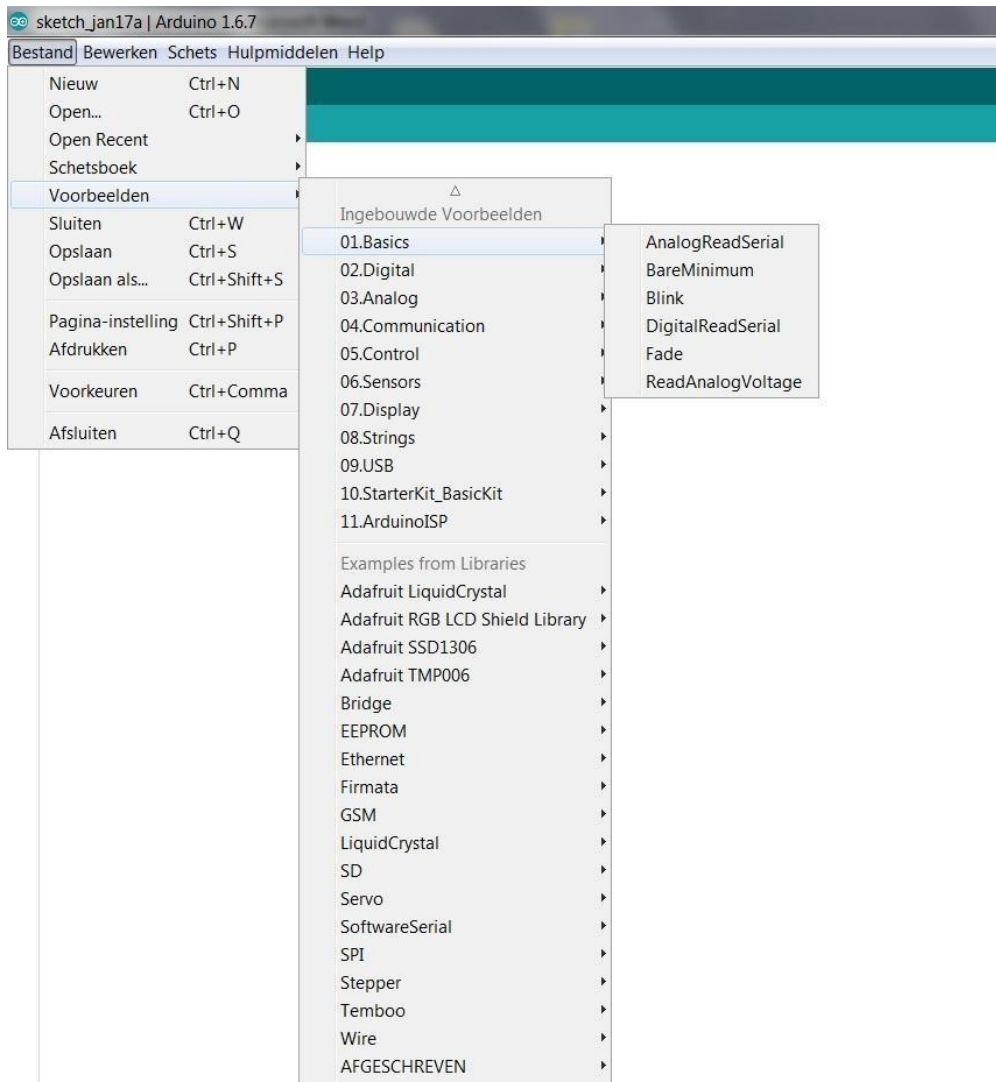 sketch_jan17a | Arduino 1.6.7
Bestand Bewerken Schets Hulpmiddelen Help
Nieuw Ctrl+N
Open... Ctrl+O
Open Recent
Schetsboek
Voorbeelden
Sluiten Ctrl+W
Opslaan Ctrl+S
Opslaan als... Ctrl+Shift+S
Pagina-instelling Ctrl+Shift+P
Afdrukken Ctrl+P
Voorkeuren Ctrl+Comma
Afsluiten Ctrl+Q
Ingebouwde Voorbeelden
01.Basics
02.Digital
03.Analog
04.Communication
05.Control
06.Sensors
07.Display
08.Strings
09.USB
10.StarterKit_BasicKit
11.ArduinoISP
Examples from Libraries
Adafruit LiquidCrystal
Adafruit RGB LCD Shield Library
Adafruit SSD1306
Adafruit TMP006
Bridge
EEPROM
Ethernet
Firmata
GSM
LiquidCrystal
SD
Servo
SoftwareSerial
SPI
Stepper
Temboo
Wire
AFGESCHREVEN
AnalogReadSerial
BareMinimum
Blink
DigitalReadSerial
Fade
ReadAnalogVoltage